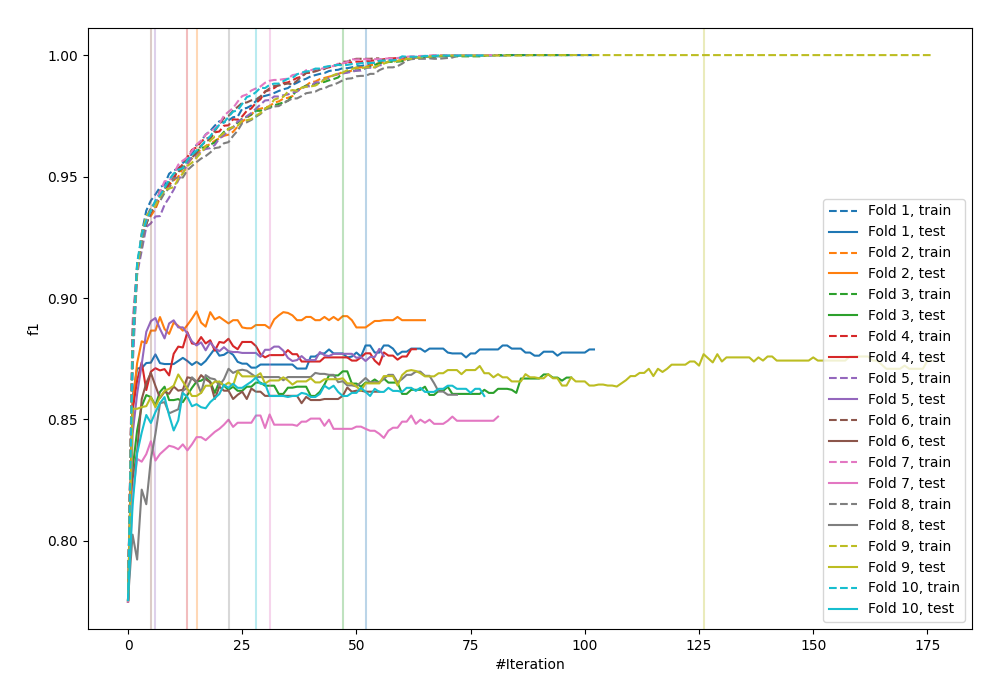 1.00
0.95
0.90
0.85
0.80
f1
0
25
50
75
100
125
150
175
#Iteration
Fold 1, train
Fold 1, test
Fold 2, train
Fold 2, test
Fold 3, train
Fold 3, test
Fold 4, train
Fold 4, test
Fold 5, train
Fold 5, test
Fold 6, train
Fold 6, test
Fold 7, train
Fold 7, test
Fold 8, train
Fold 8, test
Fold 9, train
Fold 9, test
Fold 10, train
Fold 10, test